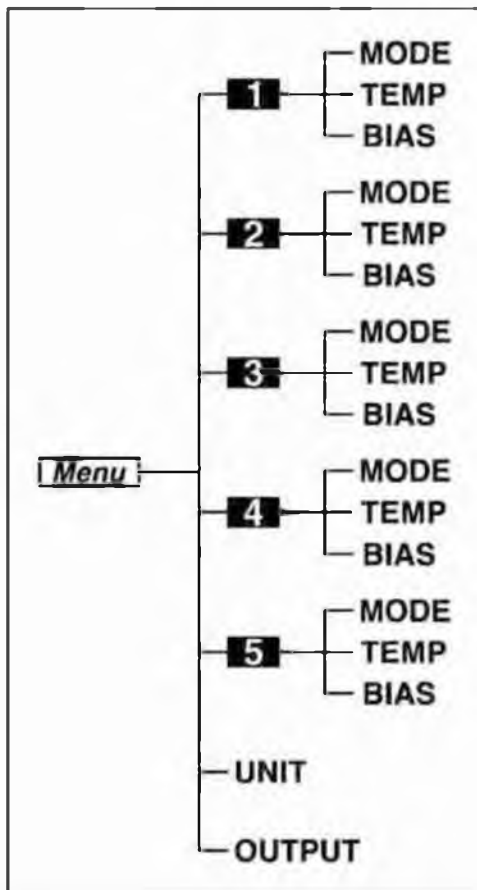 MODE
1 TEMP
BIAS
MODE
2 TEMP
BIAS
MODE
3 TEMP
BIAS
Menu
MODE
4 TEMP
BIAS
MODE
5 TEMP
BIAS
UNIT
OUTPUT